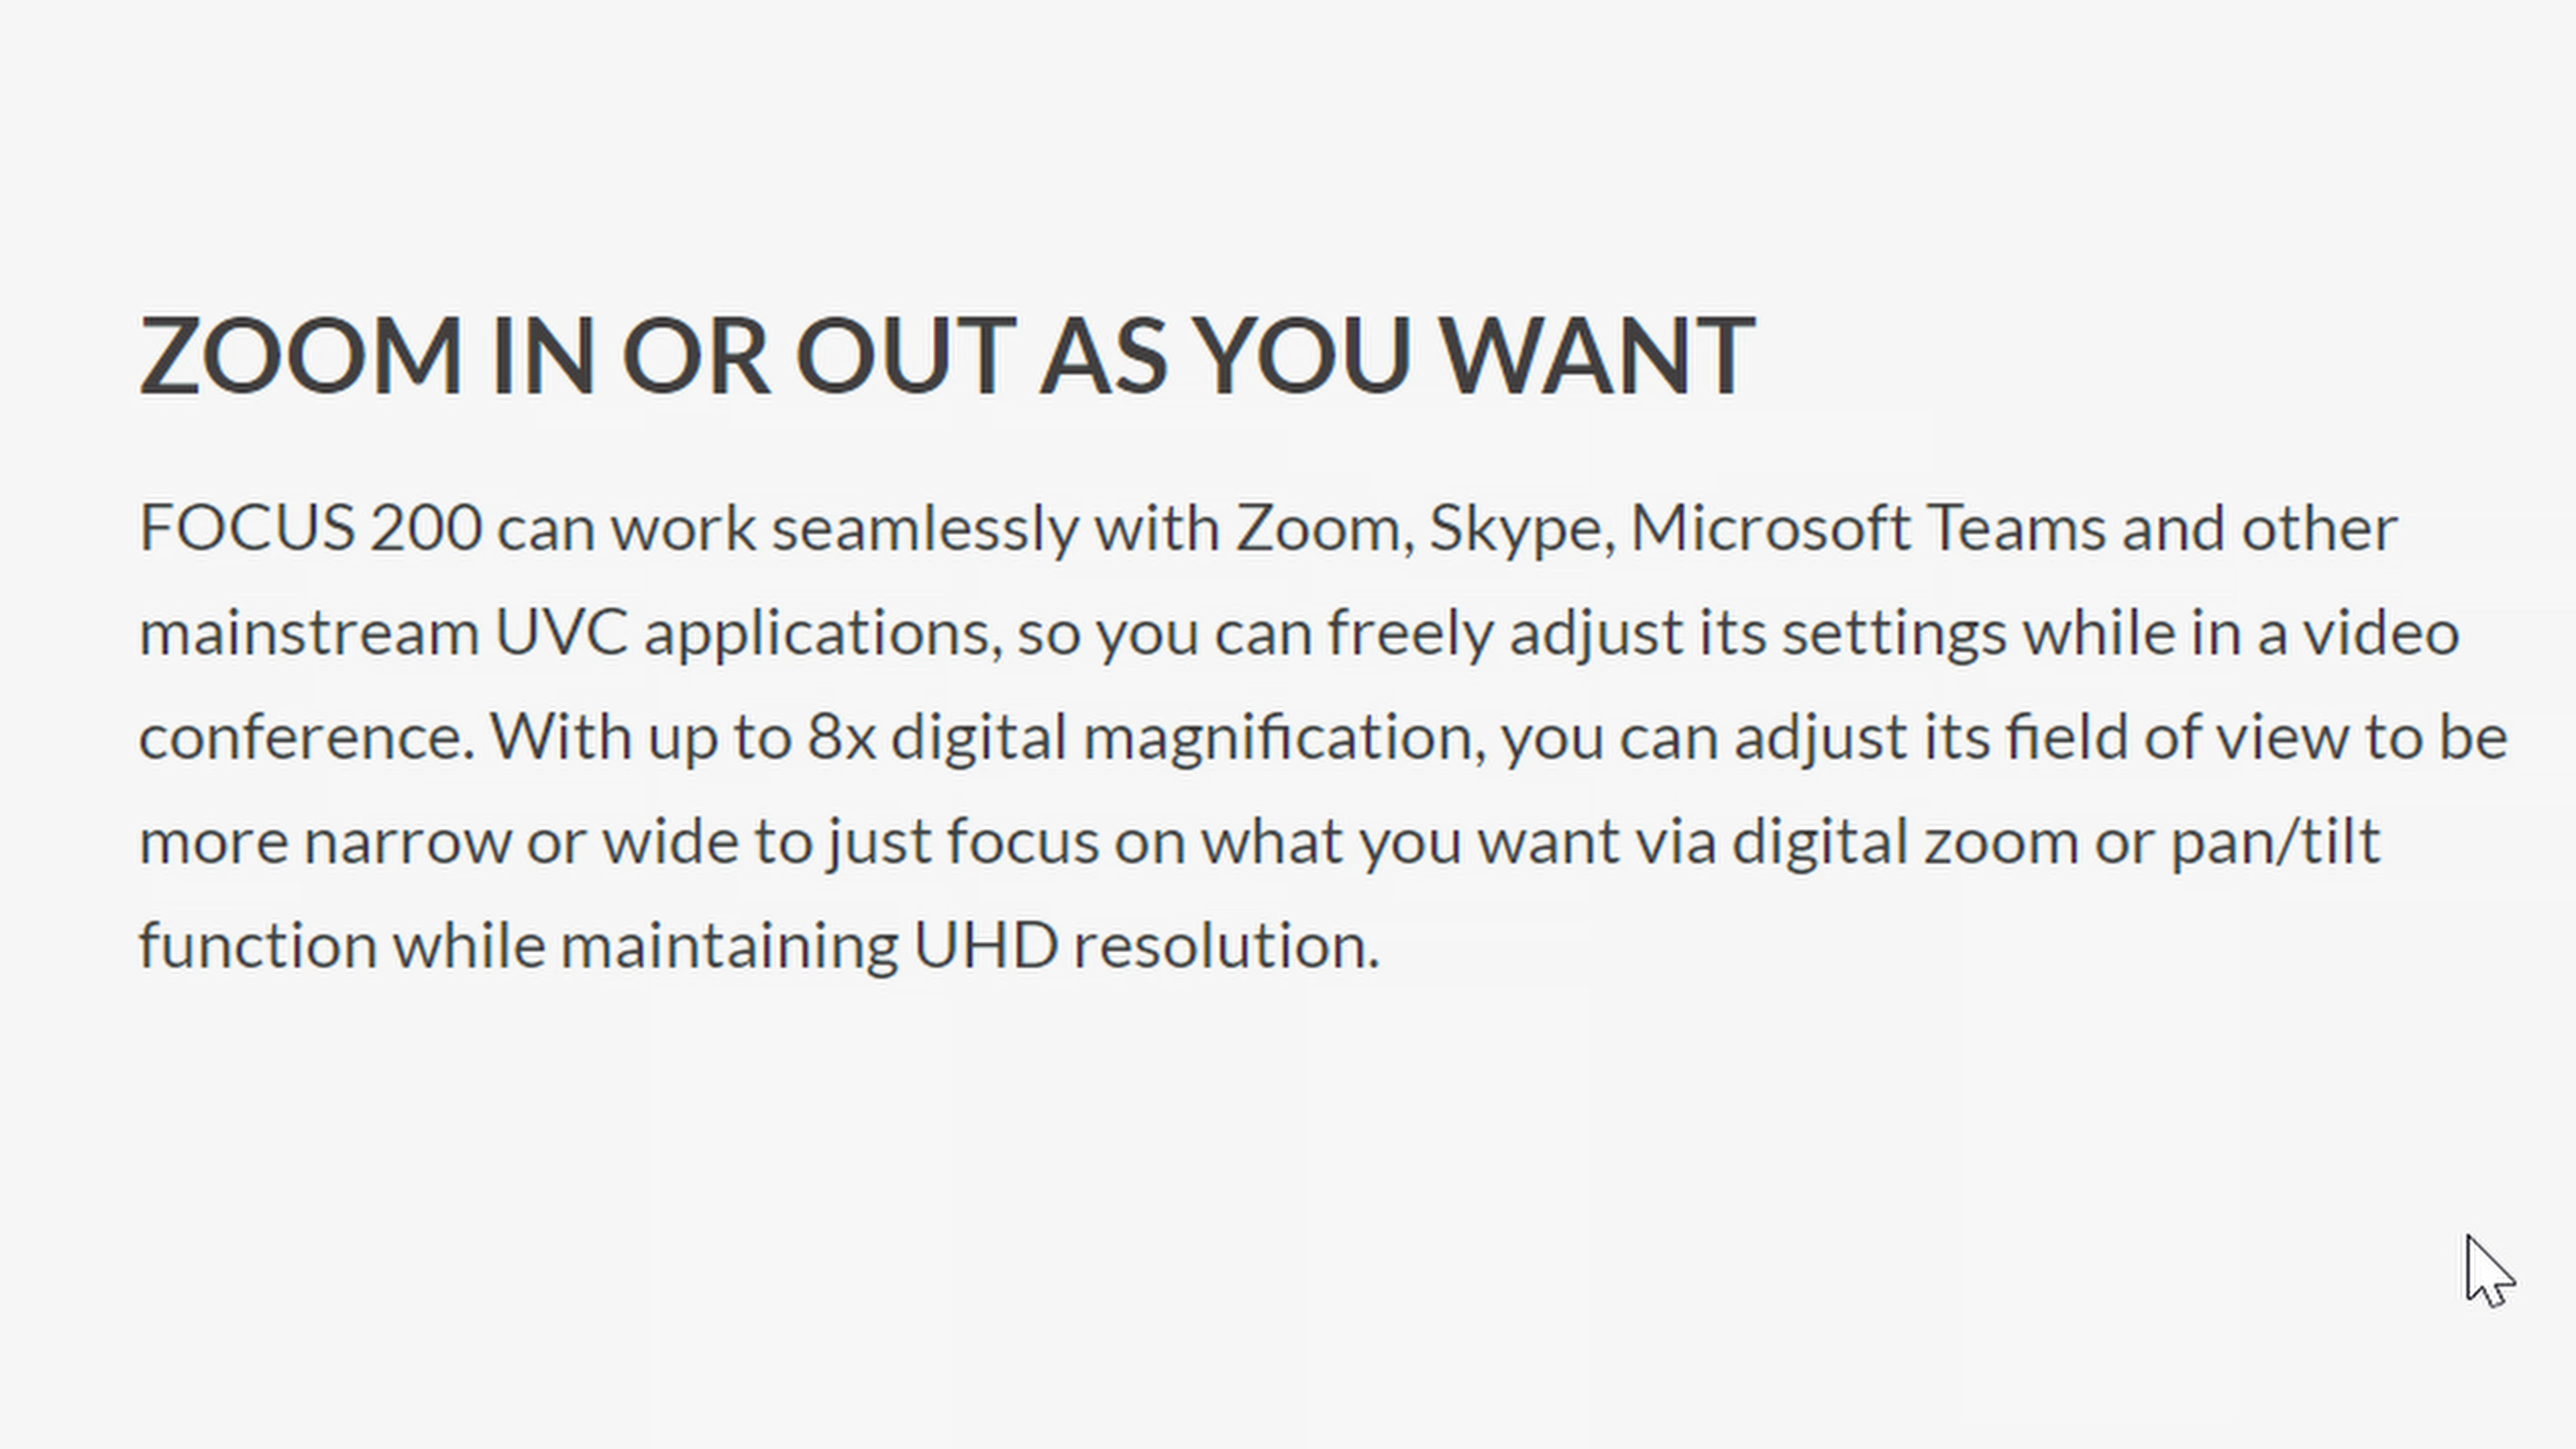 ZOOM IN OR OUT AS YOU WANT
FOCUS 200 can work seamlessly with Zoom, Skype, Microsoft Teams and other
mainstream UVC applications, so you can freely adjust its settings while in a video
conference. With up to 8x digital magnification, you can adjust its field of view to be
more narrow or wide to just focus on what you want via digital zoom or pan/tilt
function while maintaining UHD resolution.